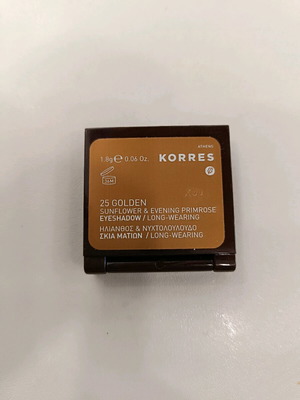 ATHENS
1.8g℮ 0.06 Oz.
KORRES
25 GOLDEN
SUNFLOWER & EVENING PRIMROSE
EYESHADOW / LONG-WEARING
ΗΛΙΑΝΘΟΣ & ΝΥΧΤΟΛΟΥΛΟΥΔΟ
ΣΚΙΑ ΜΑΤΙΩΝ / LONG-WEARING